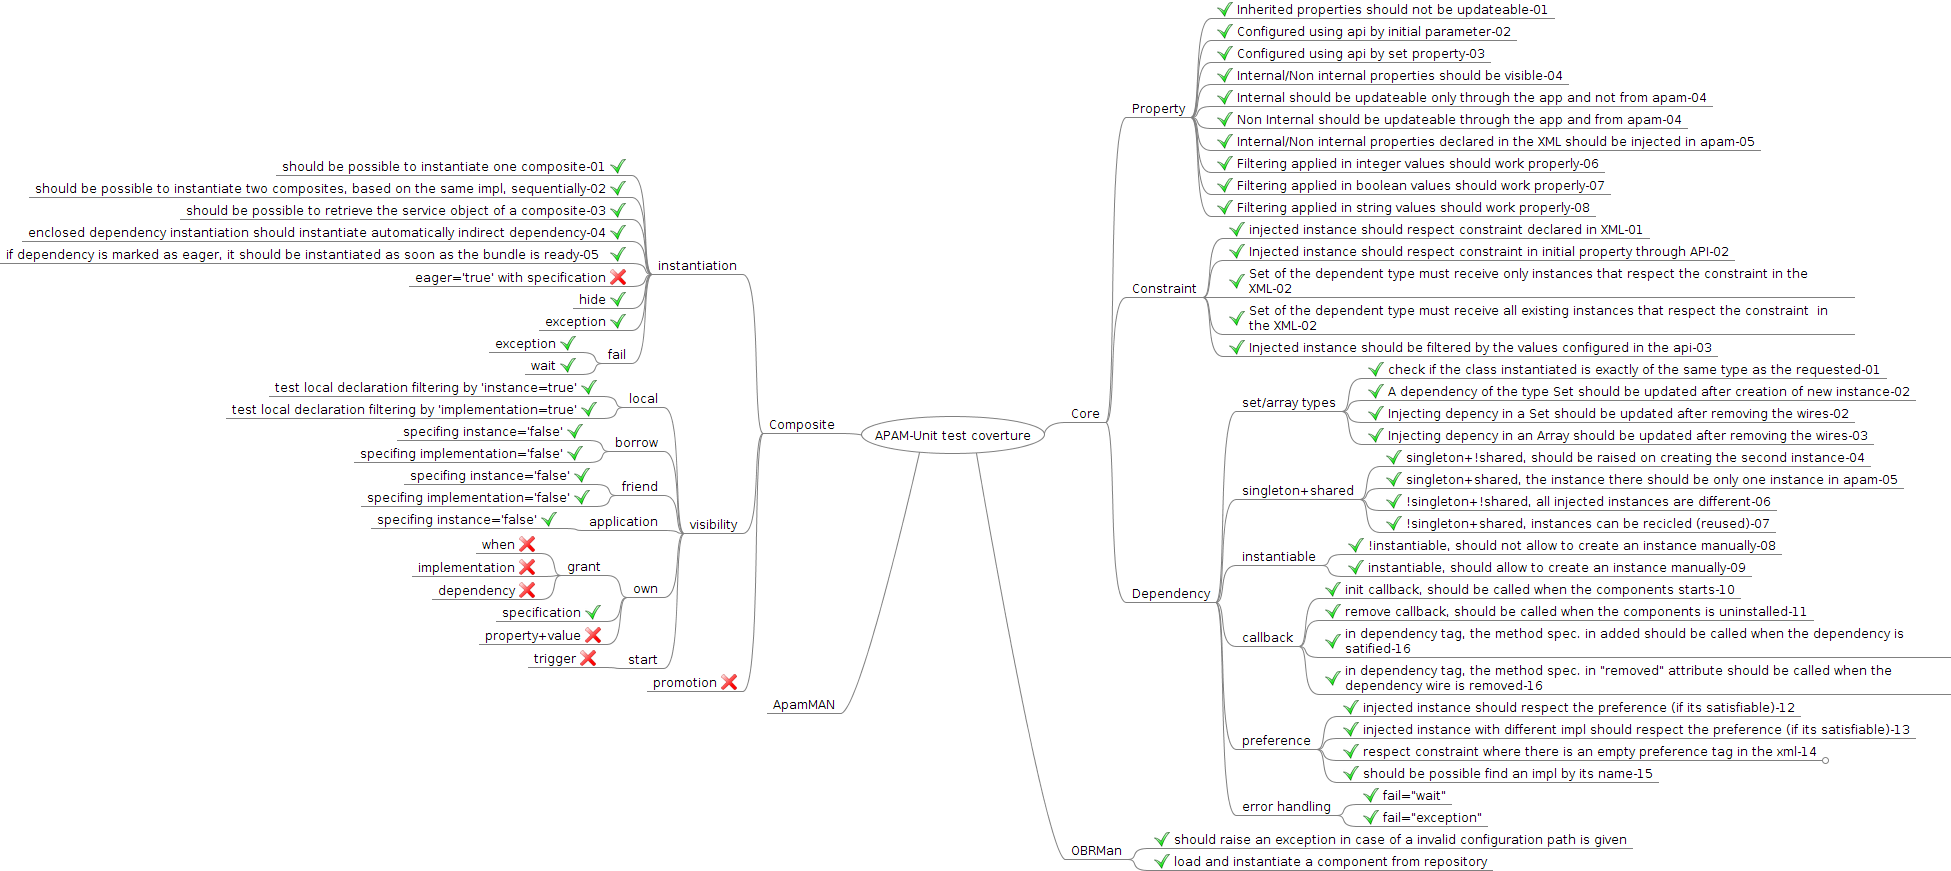 APAM-Unit test coverture
Core
Property
Inherited properties should not be updateable-01
Configured using api by initial parameter-02
Configured using api by set property-03
Internal/Non internal properties should be visible-04
Internal should be updateable only through the app and not from apam-04
Non Internal should be updateable through the app and from apam-04
Internal/Non internal properties declared in the XML should be injected in apam-05
Filtering applied in integer values should work properly-06
Filtering applied in boolean values should work properly-07
Filtering applied in string values should work properly-08
Constraint
injected instance should respect constraint declared in XML-01
Injected instance should respect constraint in initial property through API-02
Set of the dependent type must receive only instances that respect the constraint in the
XML-02
Set of the dependent type must receive all existing instances that respect the constraint in
the XML-02
Injected instance should be filtered by the values configured in the api-03
Dependency
set/array types
check if the class instantiated is exactly of the same type as the requested-01
A dependency of the type Set should be updated after creation of new instance-02
Injecting depency in a Set should be updated after removing the wires-02
Injecting depency in an Array should be updated after removing the wires-03
singleton+shared
singleton+!shared, should be raised on creating the second instance-04
singleton+shared, the instance there should be only one instance in apam-05
!singleton+!shared, all injected instances are different-06
!singleton+shared, instances can be recicled (reused)-07
instantiable
!instantiable, should not allow to create an instance manually-08
instantiable, should allow to create an instance manually-09
callback
init callback, should be called when the components starts-10
remove callback, should be called when the components is uninstalled-11
in dependency tag, the method spec. in added should be called when the dependency is
satified-16
in dependency tag, the method spec. in "removed" attribute should be called when the
dependency wire is removed-16
preference
injected instance should respect the preference (if its satisfiable)-12
injected instance with different impl should respect the preference (if its satisfiable)-13
respect constraint where there is an empty preference tag in the xml-14
should be possible find an impl by its name-15
error handling
fail="wait"
fail="exception"
OBRMan
should raise an exception in case of a invalid configuration path is given
load and instantiate a component from repository
Composite
instantiation
should be possible to instantiate one composite-01
should be possible to instantiate two composites, based on the same impl, sequentially-02
should be possible to retrieve the service object of a composite-03
enclosed dependency instantiation should instantiate automatically indirect dependency-04
if dependency is marked as eager, it should be instantiated as soon as the bundle is ready-05
eager='true' with specification
hide
exception
fail
exception
wait
visibility
local
test local declaration filtering by 'instance=true'
test local declaration filtering by 'implementation=true'
borrow
specifing instance='false'
specifing implementation='false'
friend
specifing instance='false'
specifing implementation='false'
application
specifing instance='false'
own
grant
when
implementation
dependency
specification
property+value
start
trigger
promotion
ApamMAN